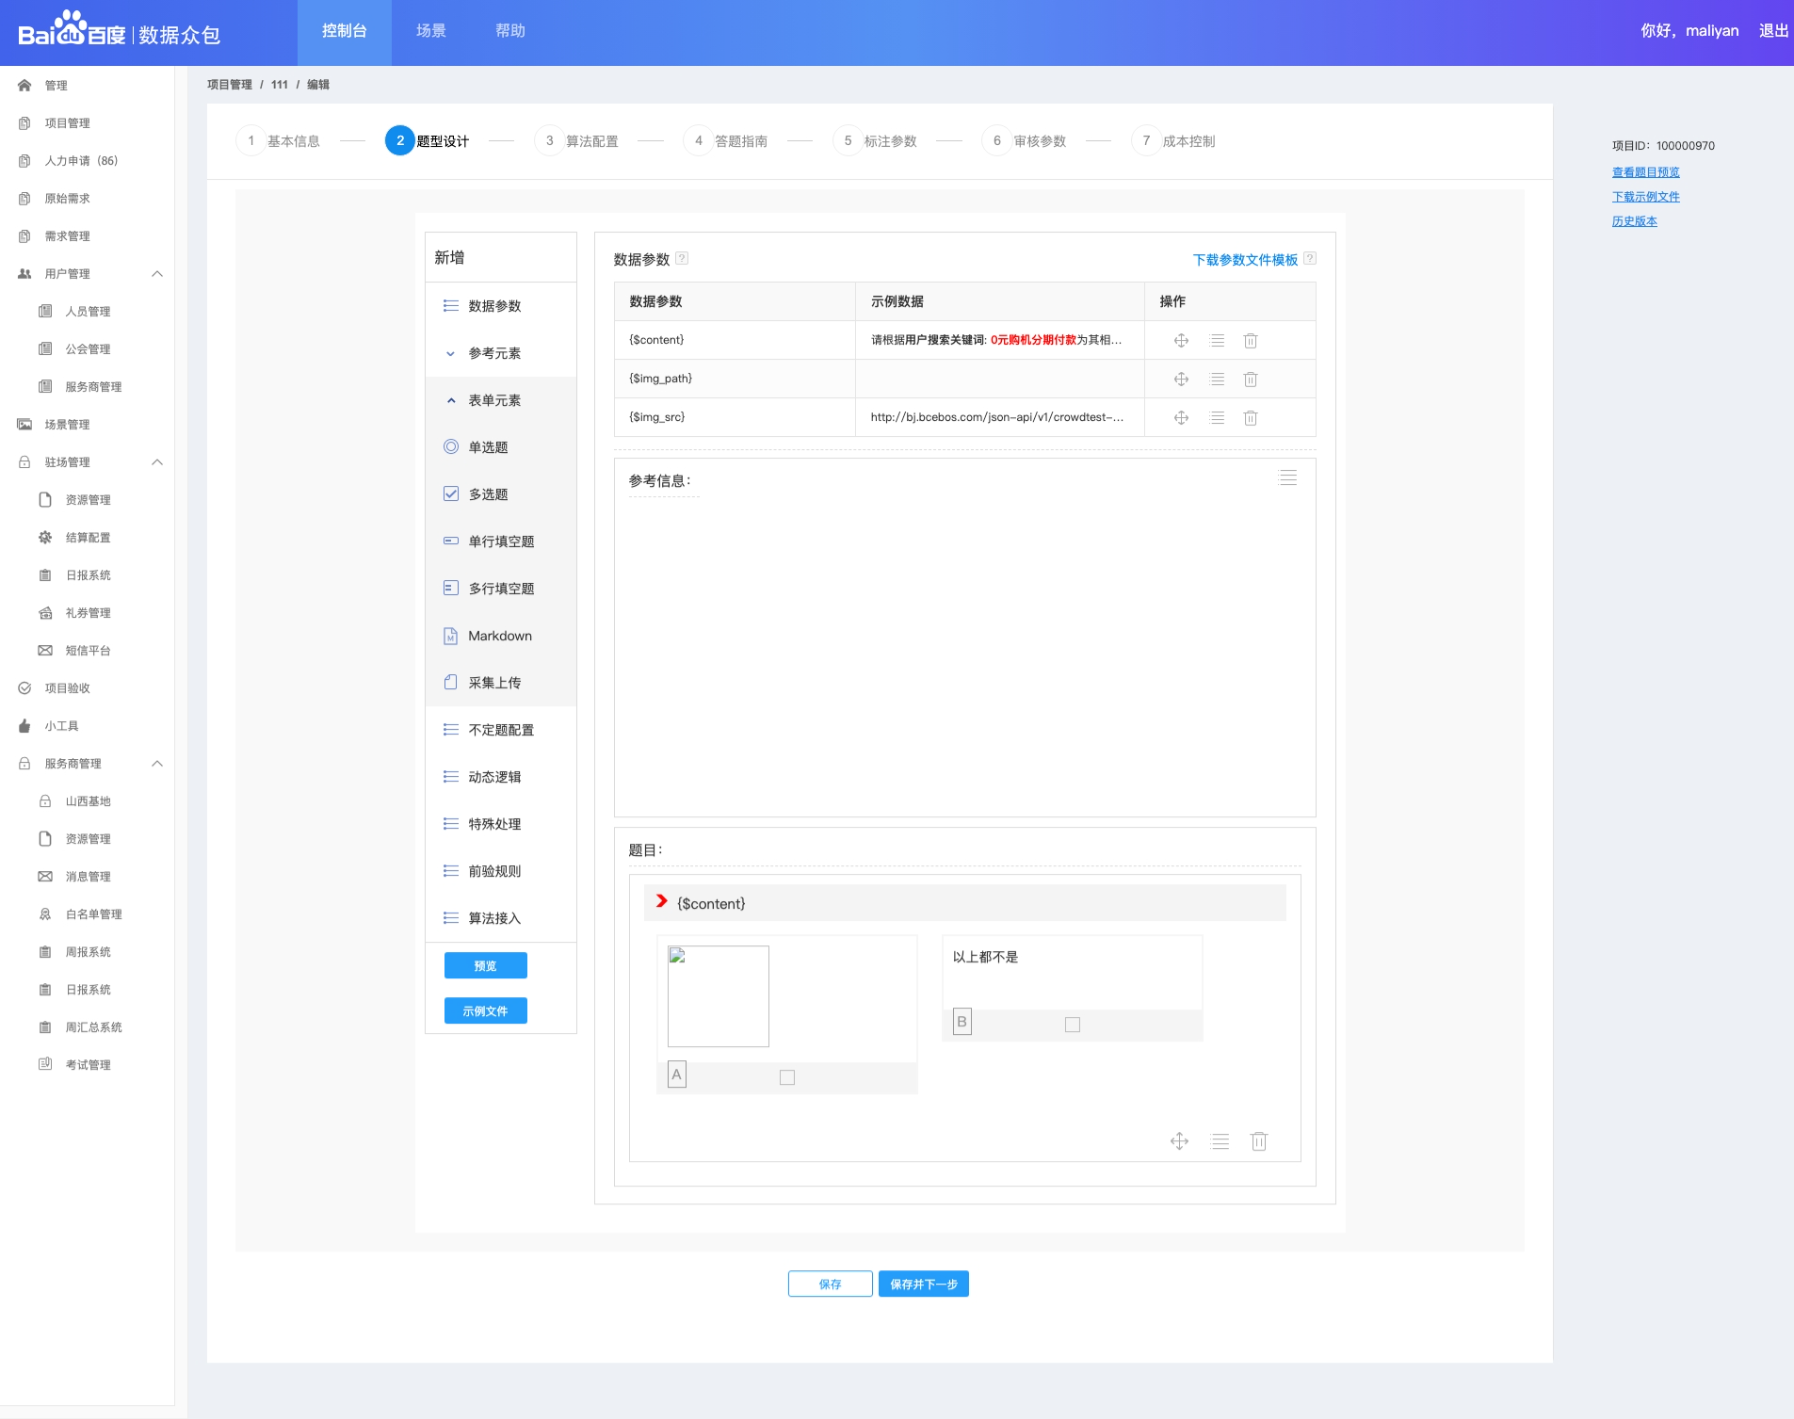 Baidu百度 数据众包
控制台 场景 帮助
你好，mallyan 退出
管理
项目管理
人力申请（86）
原始需求
需求管理
用户管理
人员管理
公会管理
服务商管理
场景管理
驻场管理
资源管理
结算配置
日报系统
礼券管理
短信平台
项目验收
小工具
服务商管理
山西基地
资源管理
消息管理
白名单管理
周报系统
日报系统
周汇总系统
考试管理
项目管理 / 111 / 编辑
1 基本信息 2 题型设计 3 算法配置 4 答题指南 5 标注参数 6 审核参数 7 成本控制
新增
数据参数
参考元素
表单元素
单选题
多选题
单行填空题
多行填空题
Markdown
采集上传
不定题配置
动态逻辑
特殊处理
前验规则
算法接入
预览
示例文件
数据参数 ? 下载参数文件模板 ?
数据参数 示例数据 操作
{$content} 请根据用户搜索关键词: 0元购机分期付款为其相...
{$img_path}
{$img_src} http://bj.bcebos.com/json-api/v1/crowdtest-...
参考信息：
题目：
{$content}
以上都不是
B
A
保存 保存并下一步
项目ID：100000970
查看题目预览
下载示例文件
历史版本